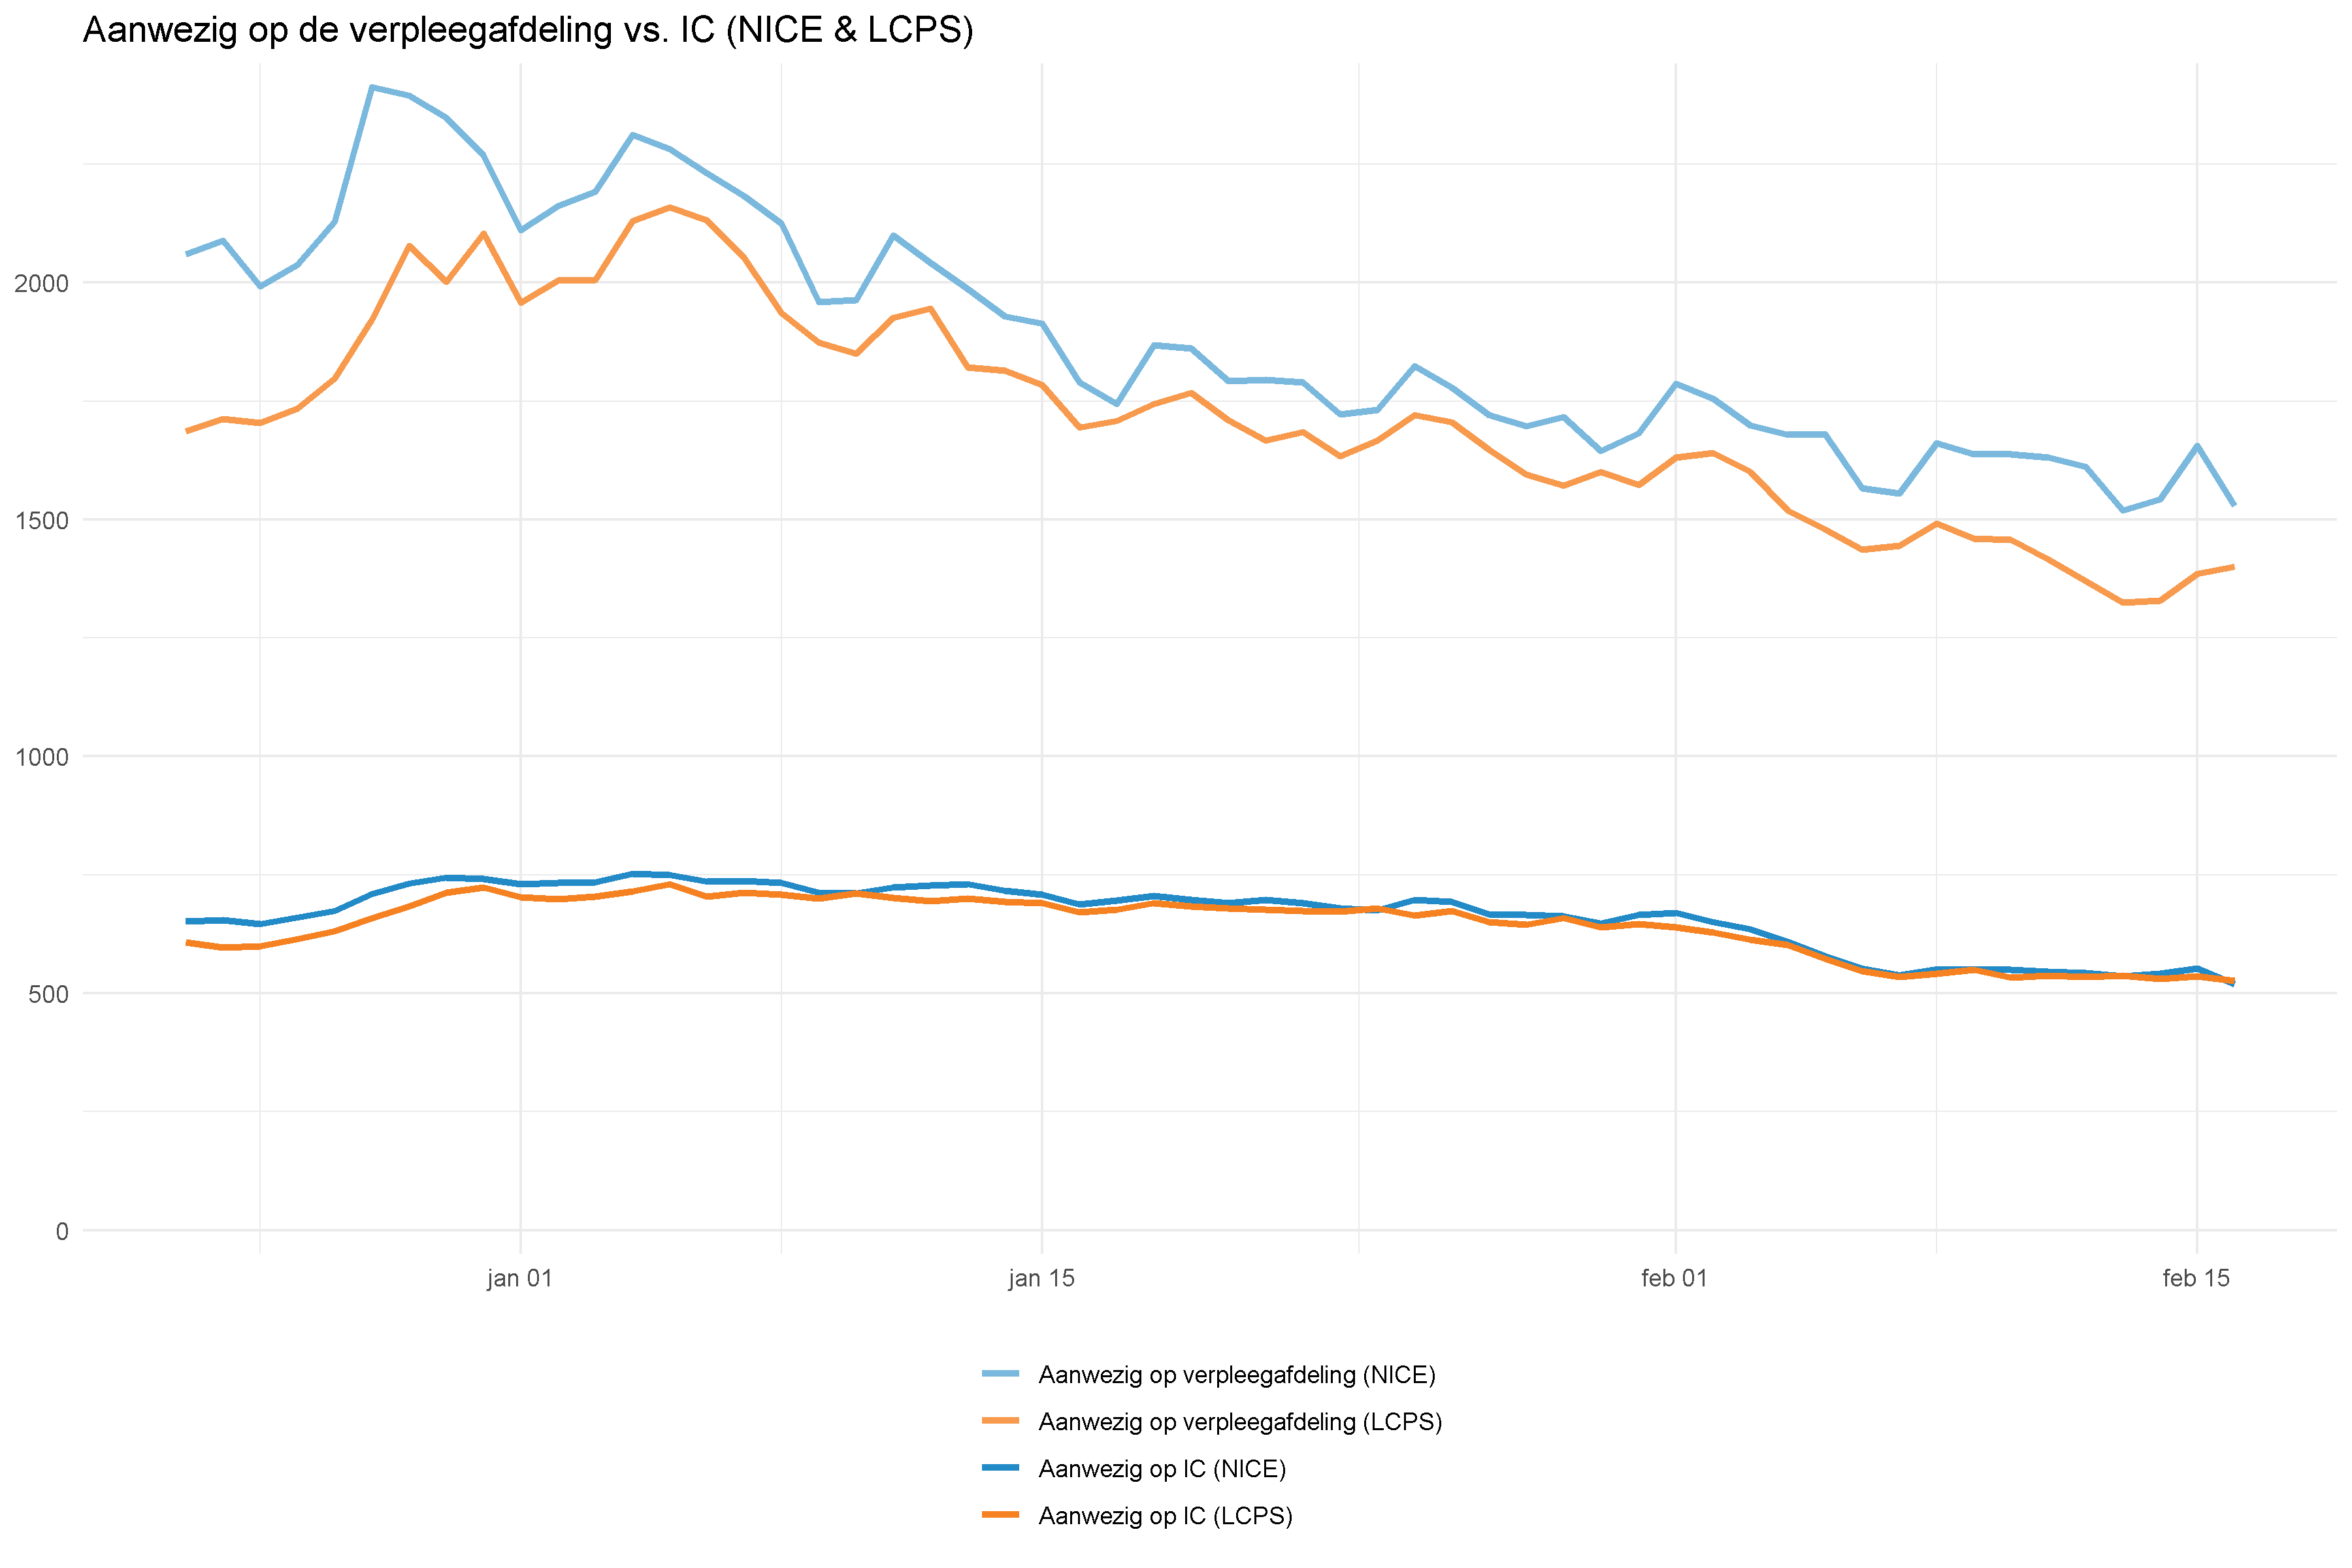 Aanwezig op de verpleegafdeling vs. IC (NICE & LCPS)
2000
1500
1000
500
0
jan 01 jan 15 feb 01 feb 15
Aanwezig op verpleegafdeling (NICE)
Aanwezig op verpleegafdeling (LCPS)
Aanwezig op IC (NICE)
Aanwezig op IC (LCPS)